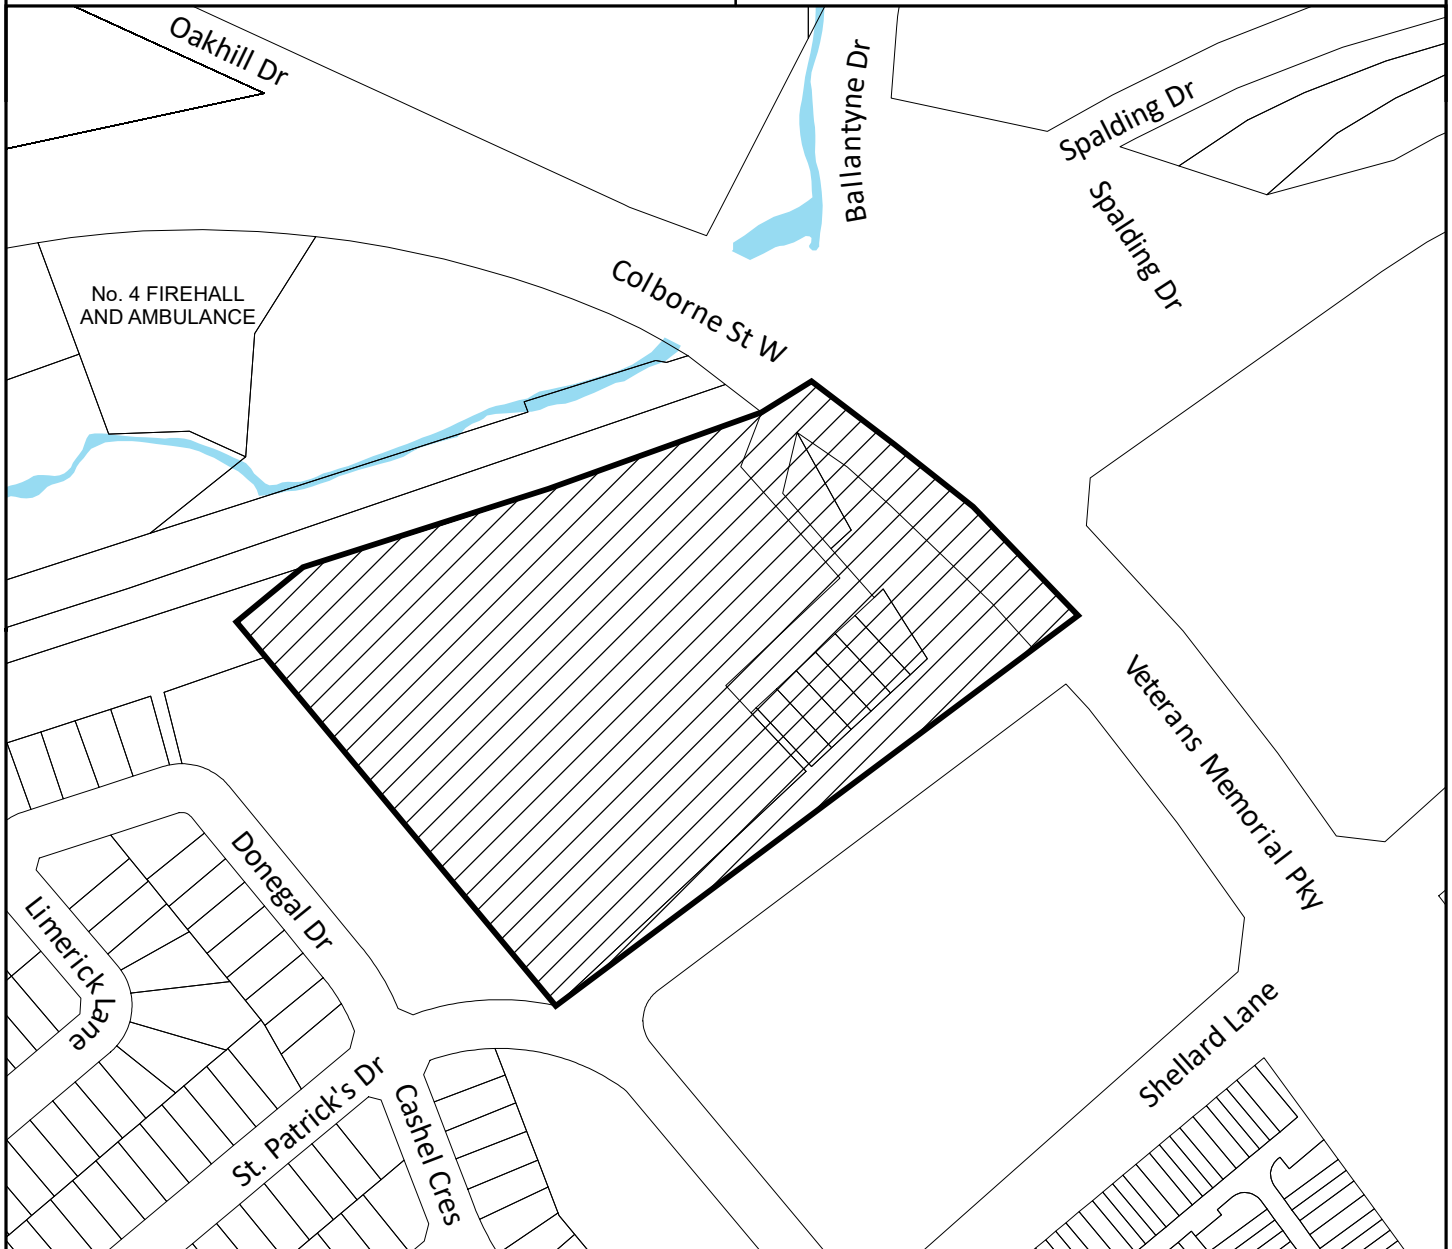 Oakhill Dr
Ballantyne Dr
Spalding Dr
Spalding Dr
Colborne St W
No. 4 FIREHALL
AND AMBULANCE
Veterans Memorial Pky
Donegal Dr
Limerick Lane
Shellard Lane
St. Patrick's Dr
Cashel Cres